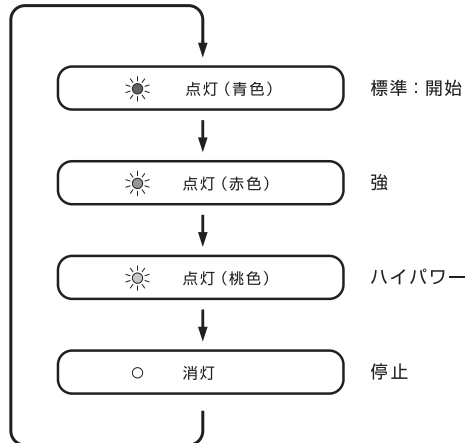 点灯（青色） 標準：開始
点灯（赤色） 強
点灯（桃色） ハイパワー
消灯 停止